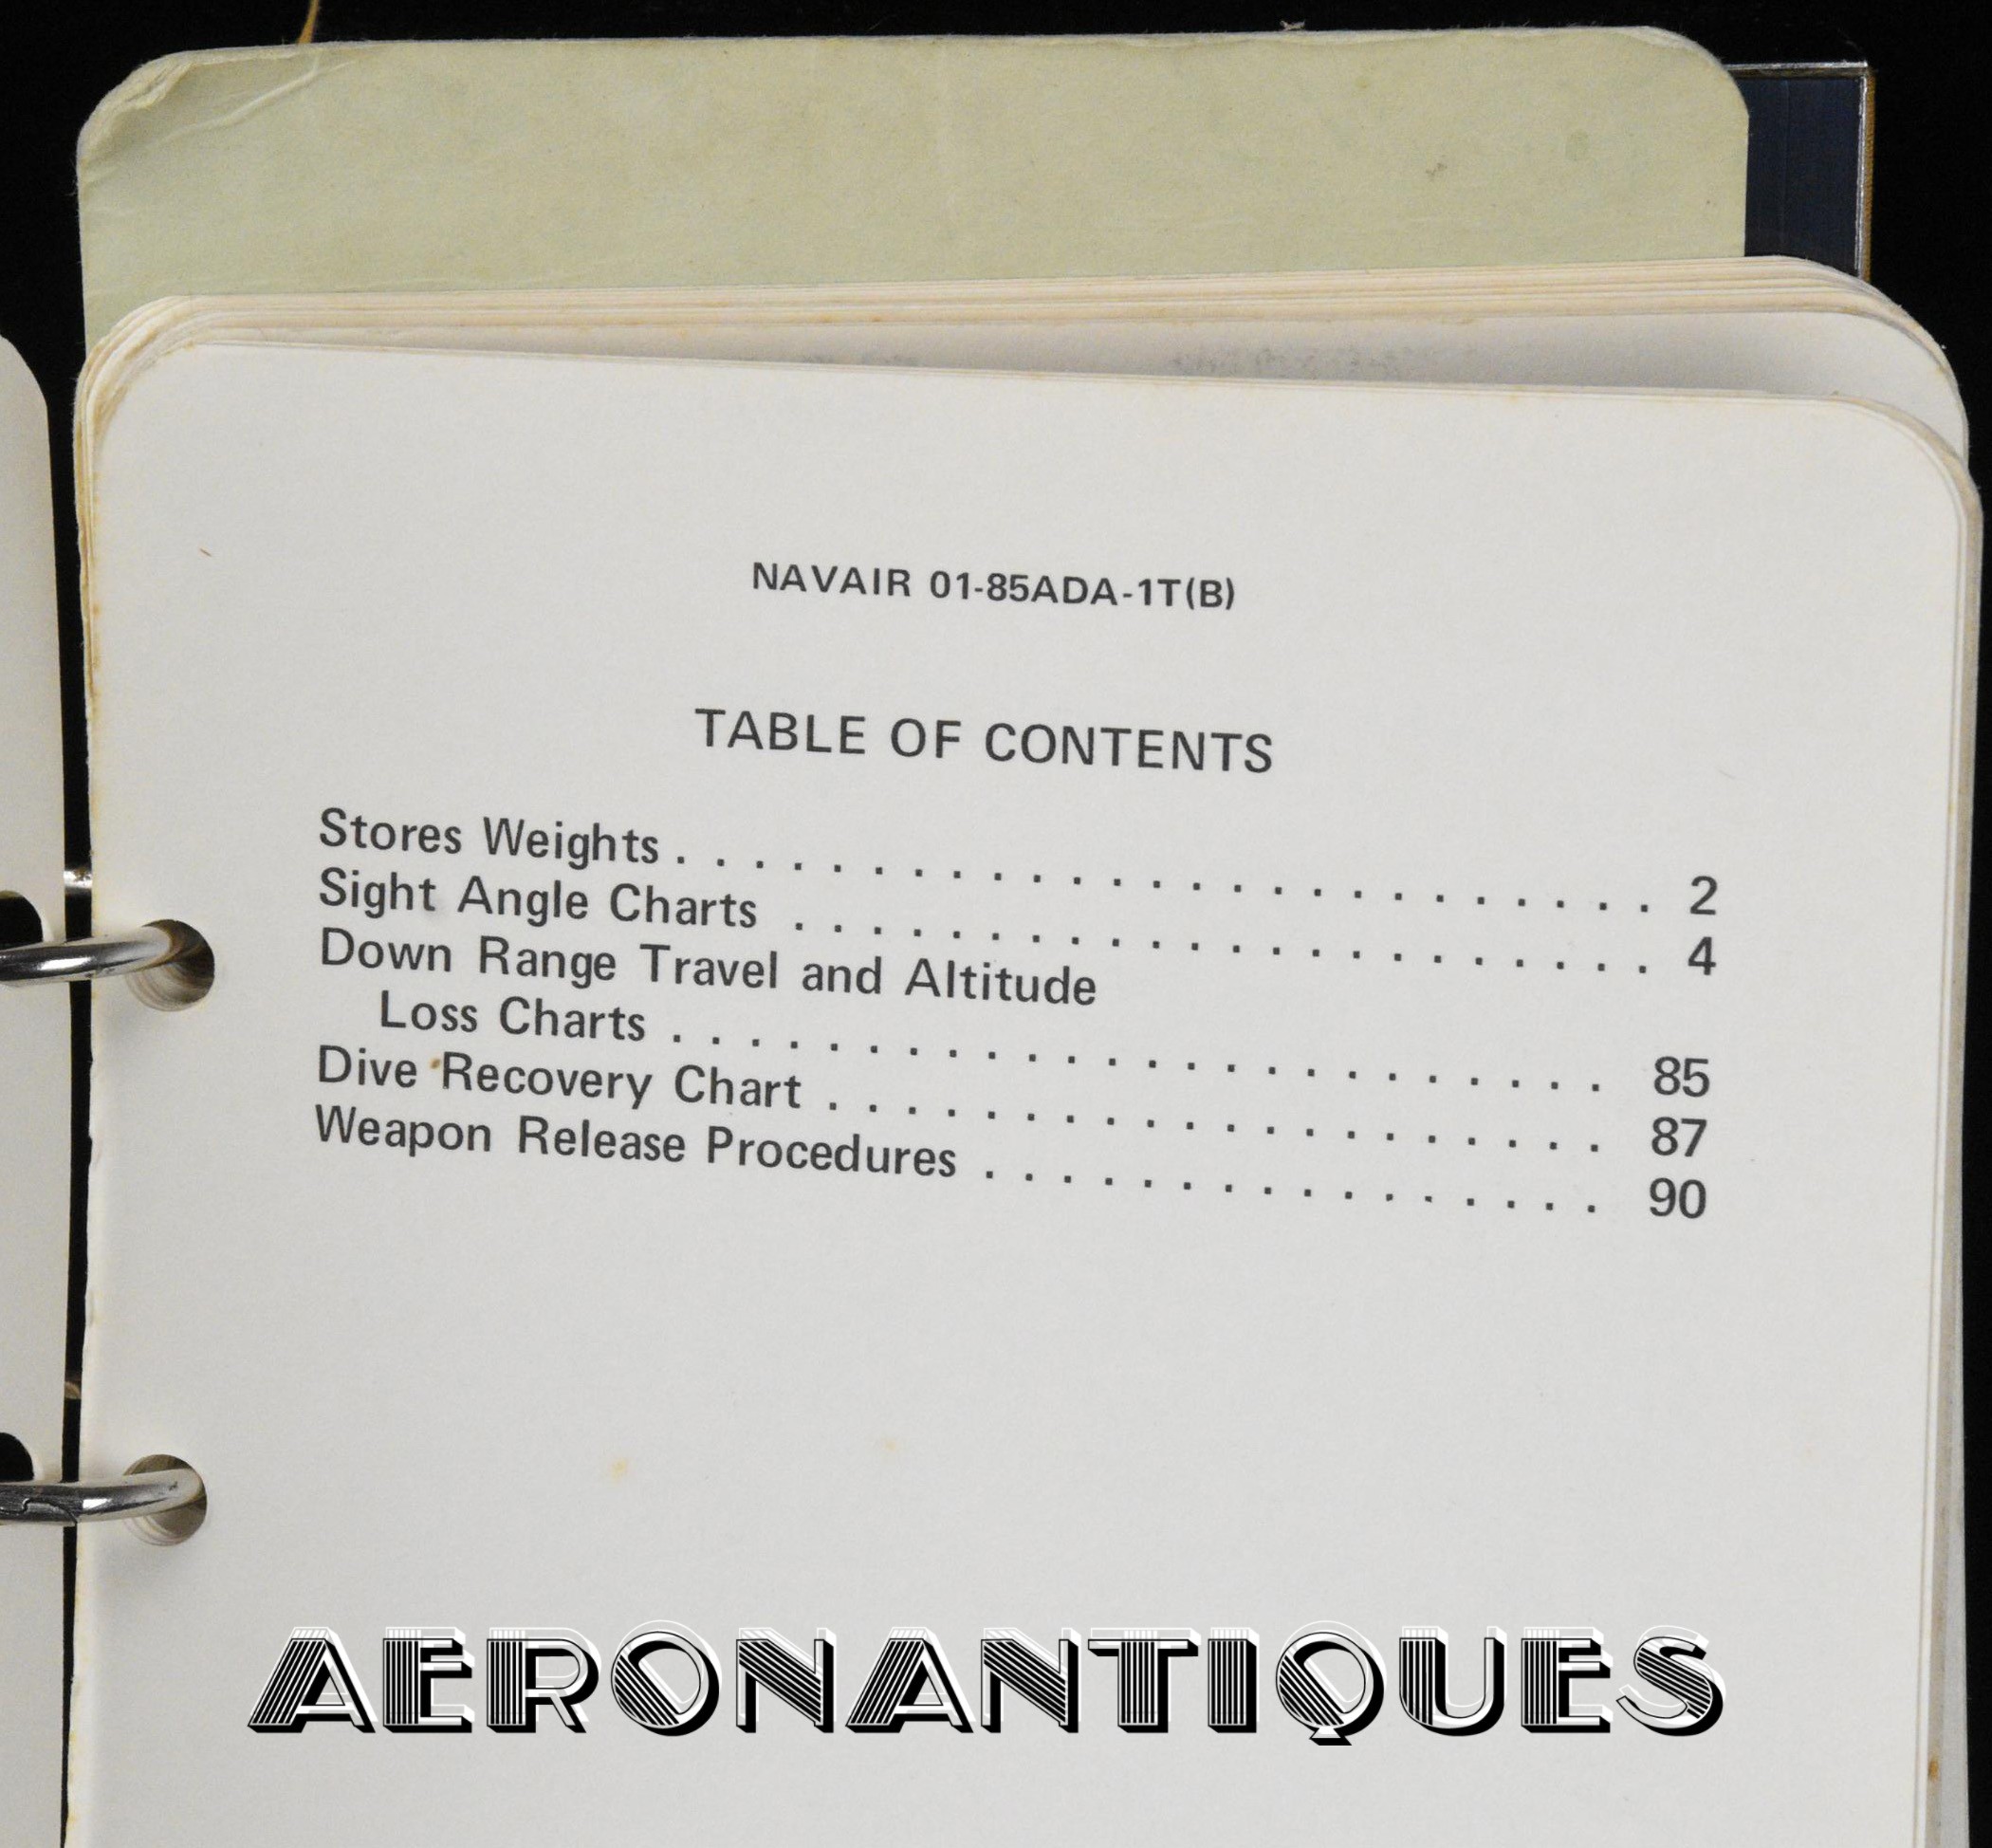 NAVAIR 01-85ADA-1T(B)
TABLE OF CONTENTS
Stores Weights . . . . . . . . . . . . . . . . . . . . . . . . . 2
Sight Angle Charts . . . . . . . . . . . . . . . . . . . . . . 4
Down Range Travel and Altitude
Loss Charts . . . . . . . . . . . . . . . . . . . . . . . . 85
Dive Recovery Chart . . . . . . . . . . . . . . . . . . . . 87
Weapon Release Procedures . . . . . . . . . . . . . . . . 90
AERONANTIQUES